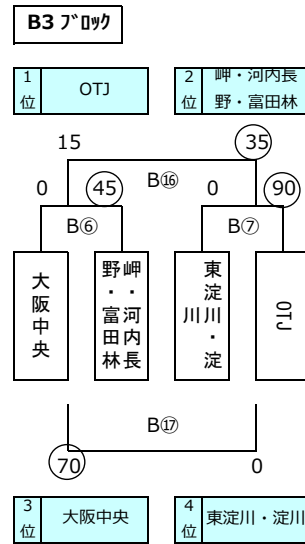 B3 ﾌﾞﾛｯｸ
1位 OTJ
2位 岬・河内長野・富田林
15 35
0 45 B⑯ 0 90
B⑥ B⑦
大阪中央
岬・河内長野・富田林
東淀川・淀川
OTJ
B⑰
70 0
3位 大阪中央
4位 東淀川・淀川